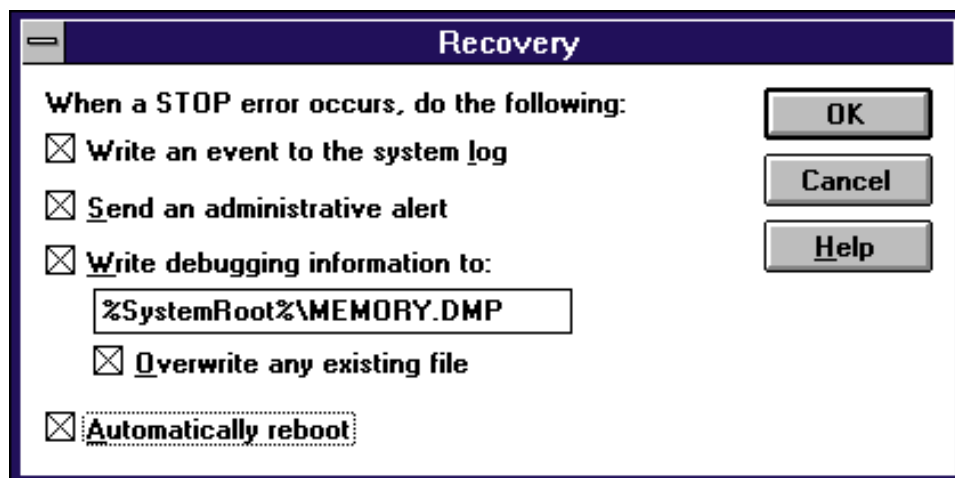 Recovery
When a STOP error occurs, do the following:
Write an event to the system log
Send an administrative alert
Write debugging information to:
%SystemRoot%\MEMORY.DMP
Overwrite any existing file
Automatically reboot
OK
Cancel
Help